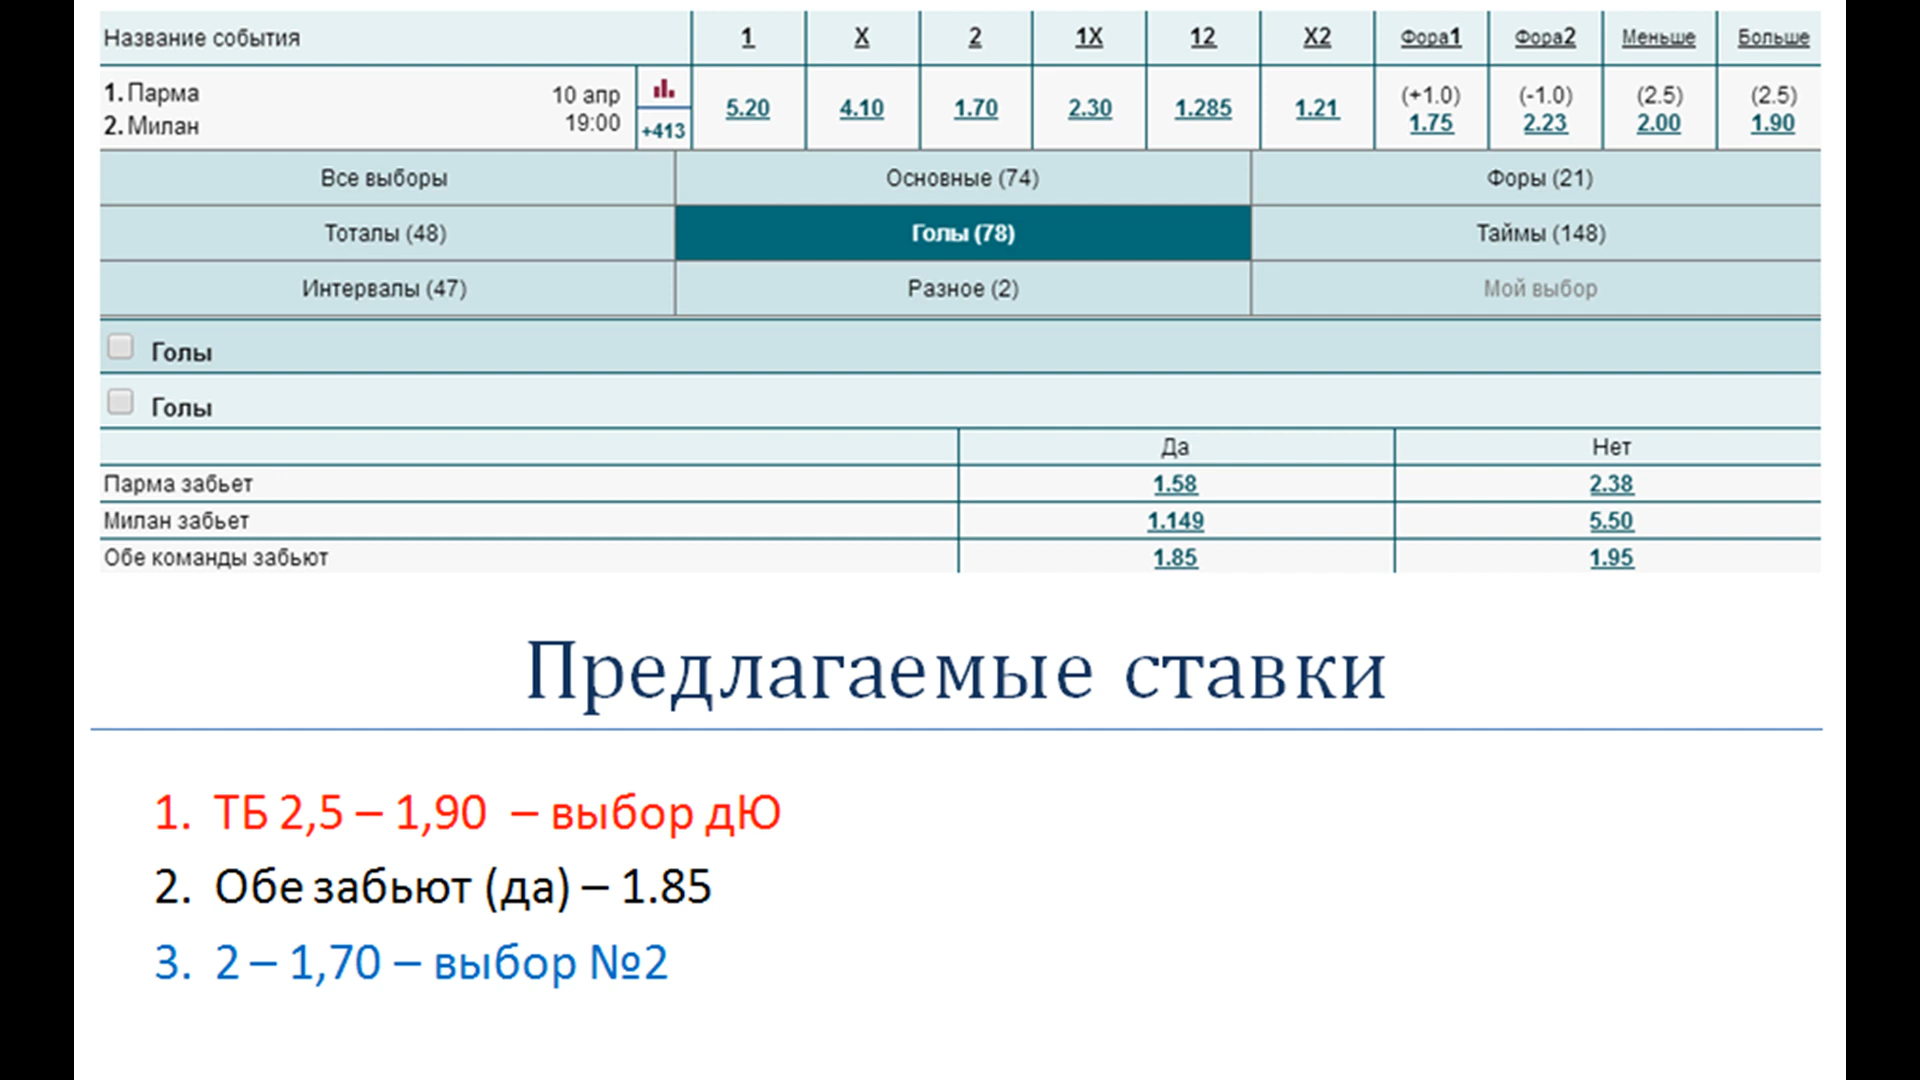 Название события 1 X 2 1X 12 X2 Фора1 Фора2 Меньше Больше
1. Парма 10 апр (+1.0) (-1.0) (2.5) (2.5)
5.20 4.10 1.70 2.30 1.285 1.21
2. Милан 19:00 +413 1.75 2.23 2.00 1.90
Все выборы Основные (74) Форы (21)
Тоталы (48) Голы (78) Таймы (148)
Интервалы (47) Разное (2) Мой выбор
Голы
Голы
Да Нет
Парма забьет 1.58 2.38
Милан забьет 1.149 5.50
Обе команды забьют 1.85 1.95
Предлагаемые ставки
1. ТБ 2,5 – 1,90 – выбор дЮ
2. Обе забьют (да) – 1.85
3. 2 – 1,70 – выбор №2